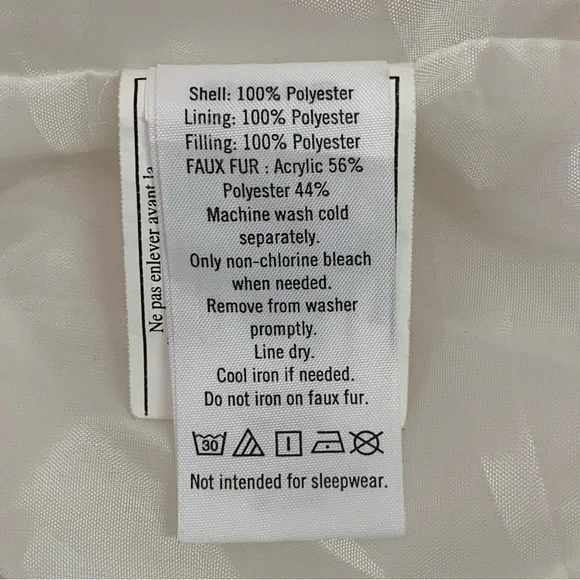 Shell: 100% Polyester
Lining: 100% Polyester
Filling: 100% Polyester
FAUX FUR : Acrylic 56%
Polyester 44%
Machine wash cold
separately.
Only non-chlorine bleach
when needed.
Remove from washer
promptly.
Line dry.
Cool iron if needed.
Do not iron on faux fur.
30
Not intended for sleepwear.
Ne pas enlever avant la